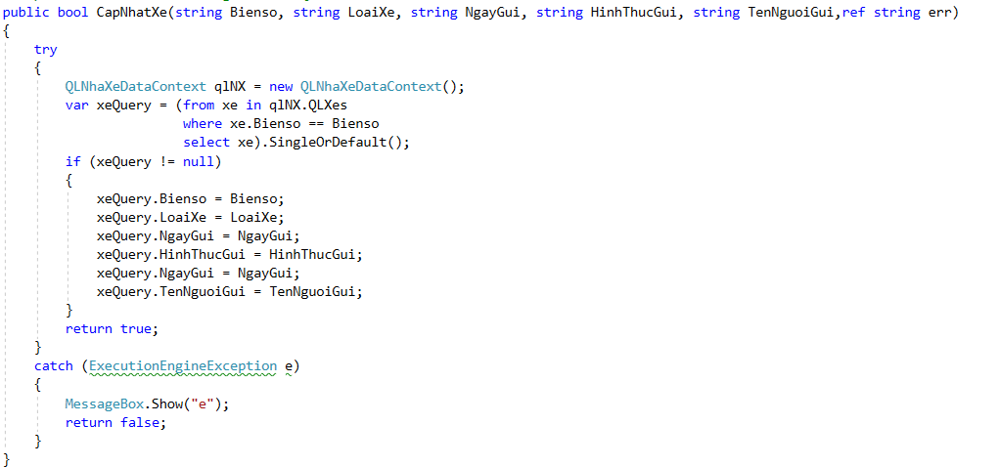 public bool CapNhatXe(string Bienso, string LoaiXe, string NgayGui, string HinhThucGui, string TenNguoiGui,ref string err)
{
    try
    {
        QLNhaXeDataContext qlNX = new QLNhaXeDataContext();
        var xeQuery = (from xe in qlNX.QLXes
                       where xe.Bienso == Bienso
                       select xe).SingleOrDefault();
        if (xeQuery != null)
        {
            xeQuery.Bienso = Bienso;
            xeQuery.LoaiXe = LoaiXe;
            xeQuery.NgayGui = NgayGui;
            xeQuery.HinhThucGui = HinhThucGui;
            xeQuery.NgayGui = NgayGui;
            xeQuery.TenNguoiGui = TenNguoiGui;
        }
        return true;
    }
    catch (ExecutionEngineException e)
    {
        MessageBox.Show("e");
        return false;
    }
}